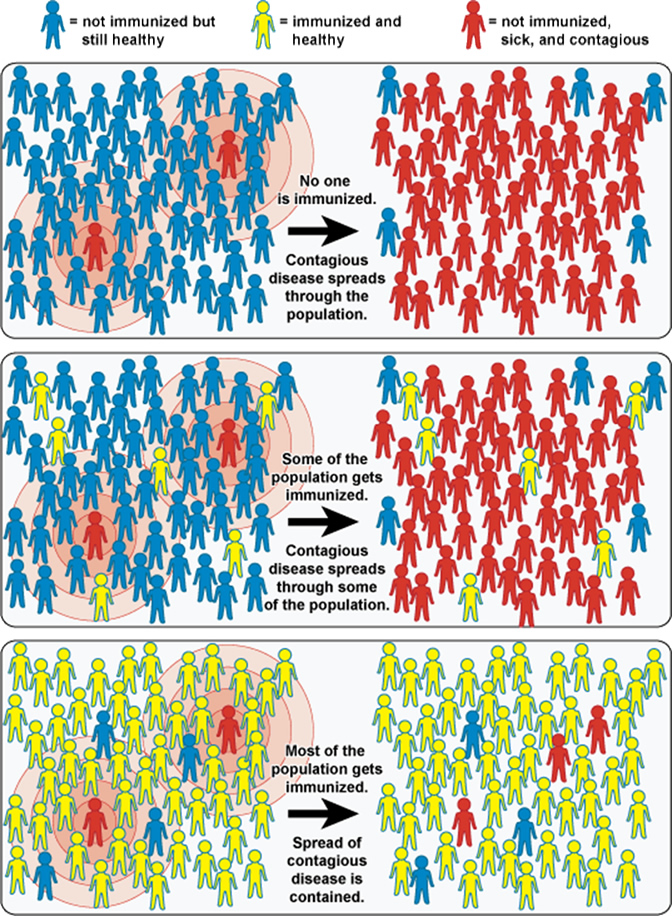 = not immunized but
still healthy
= immunized and
healthy
= not immunized,
sick, and contagious
No one
is immunized.
Contagious
disease spreads
through the
population.
Some of the
population gets
immunized.
Contagious
disease spreads
through some
of the population.
Most of the
population gets
immunized.
Spread of
contagious
disease is
contained.